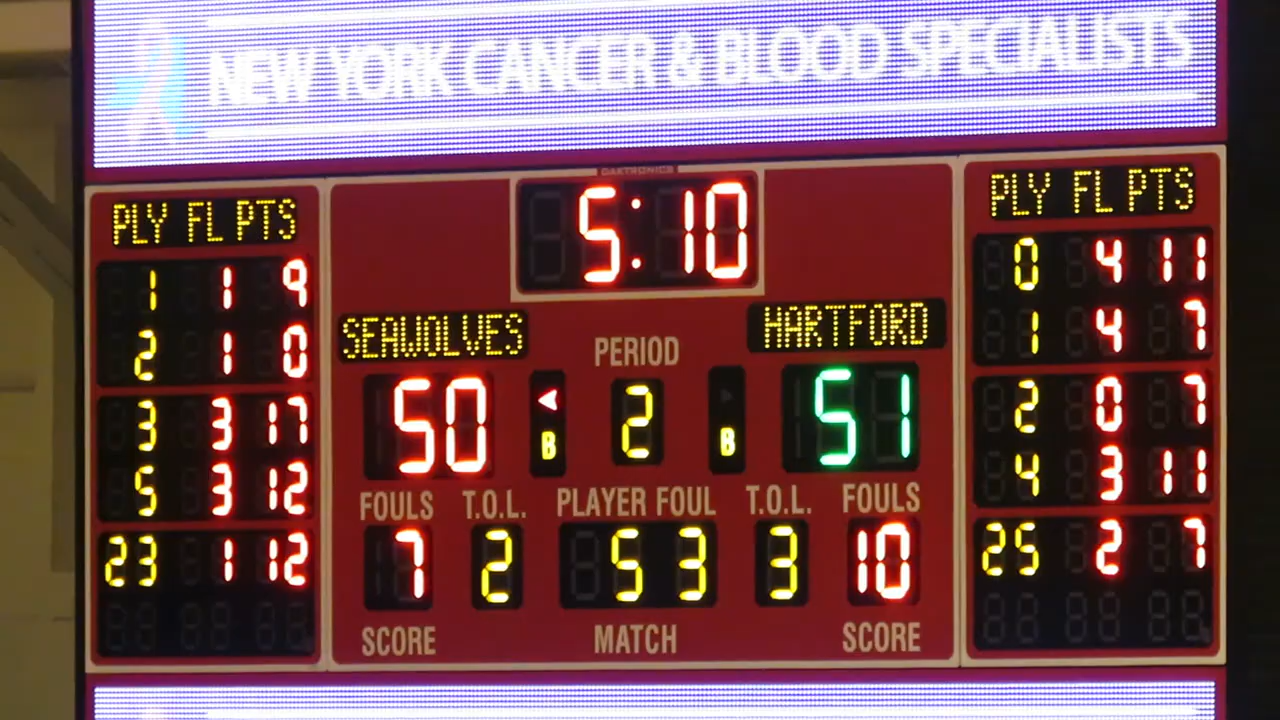 NEW YORK CANCER & BLOOD SPECIALISTS
DAKTRONICS
PLY FL PTS
1 1 9
2 1 0
3 3 17
5 3 12
23 1 12
5:10
SEAWOLVES
PERIOD
HARTFORD
50
B
2
B
51
FOULS
T.O.L.
PLAYER FOUL
T.O.L.
FOULS
7
2
5 3
3
10
SCORE
MATCH
SCORE
PLY FL PTS
0 4 11
1 4 7
2 0 7
4 3 11
25 2 7